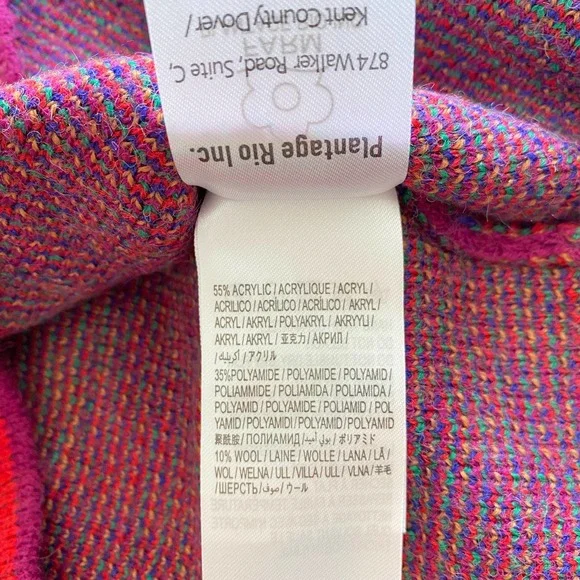 Plantage Rio Inc.
874 Walker Road, Suite C,
Kent County Dover/
FARM
55% ACRYLIC / ACRYLIQUE / ACRYL /
ACRILICO / ACRÍLICO / ACRÍLICO / AKRYL/
ACRYL / AKRYL/ POLYAKRYL / AKRYYLI /
AKRYL / AKRYL / 亚克力 / АКРИЛ /
أكريليك / アクリル
35%POLYAMIDE / POLYAMIDE / POLYAMID /
POLIAMMIDE / POLIAMIDA / POLIAMIDA /
POLYAMID / POLYAMIDE / POLIAMID / POL
YAMID / POLYAMIDI / POLYAMID / POLYAMID
聚酰胺 / ПОЛИАМИД / بولي أميد / ポリアミド
10% WOOL / LAINE / WOLLE / LANA / LÃ /
WOL / WEŁNA / ULL / VILLA / ULL / VLNA / 羊毛
/ ШЕРСТЬ / صوف / ウール